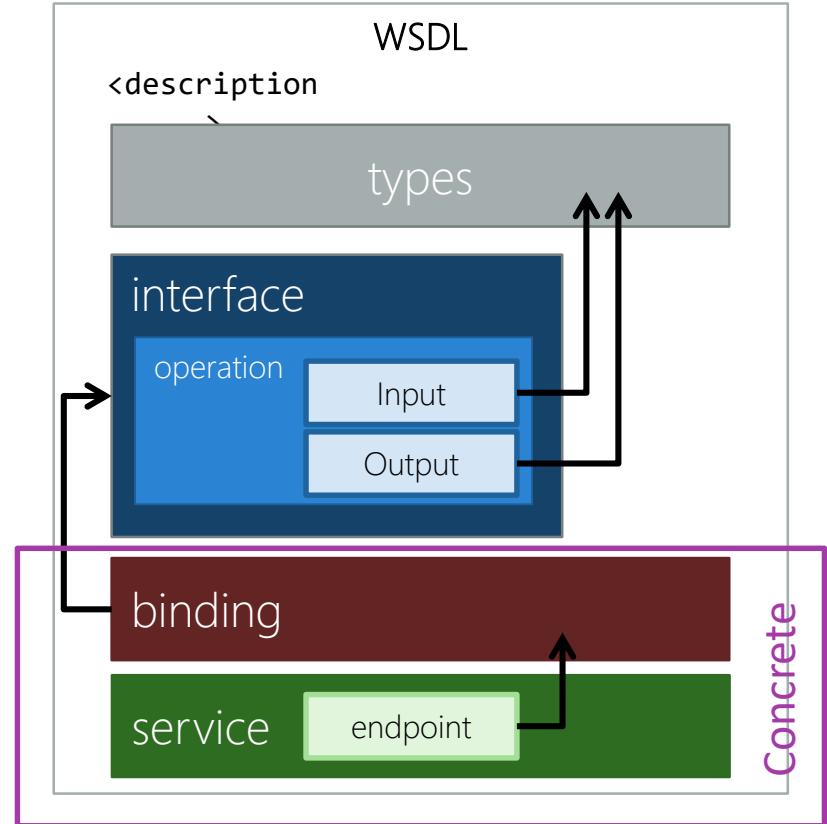 WSDL
<description
>
types
interface
operation
Input
Output
binding
service
endpoint
Concrete